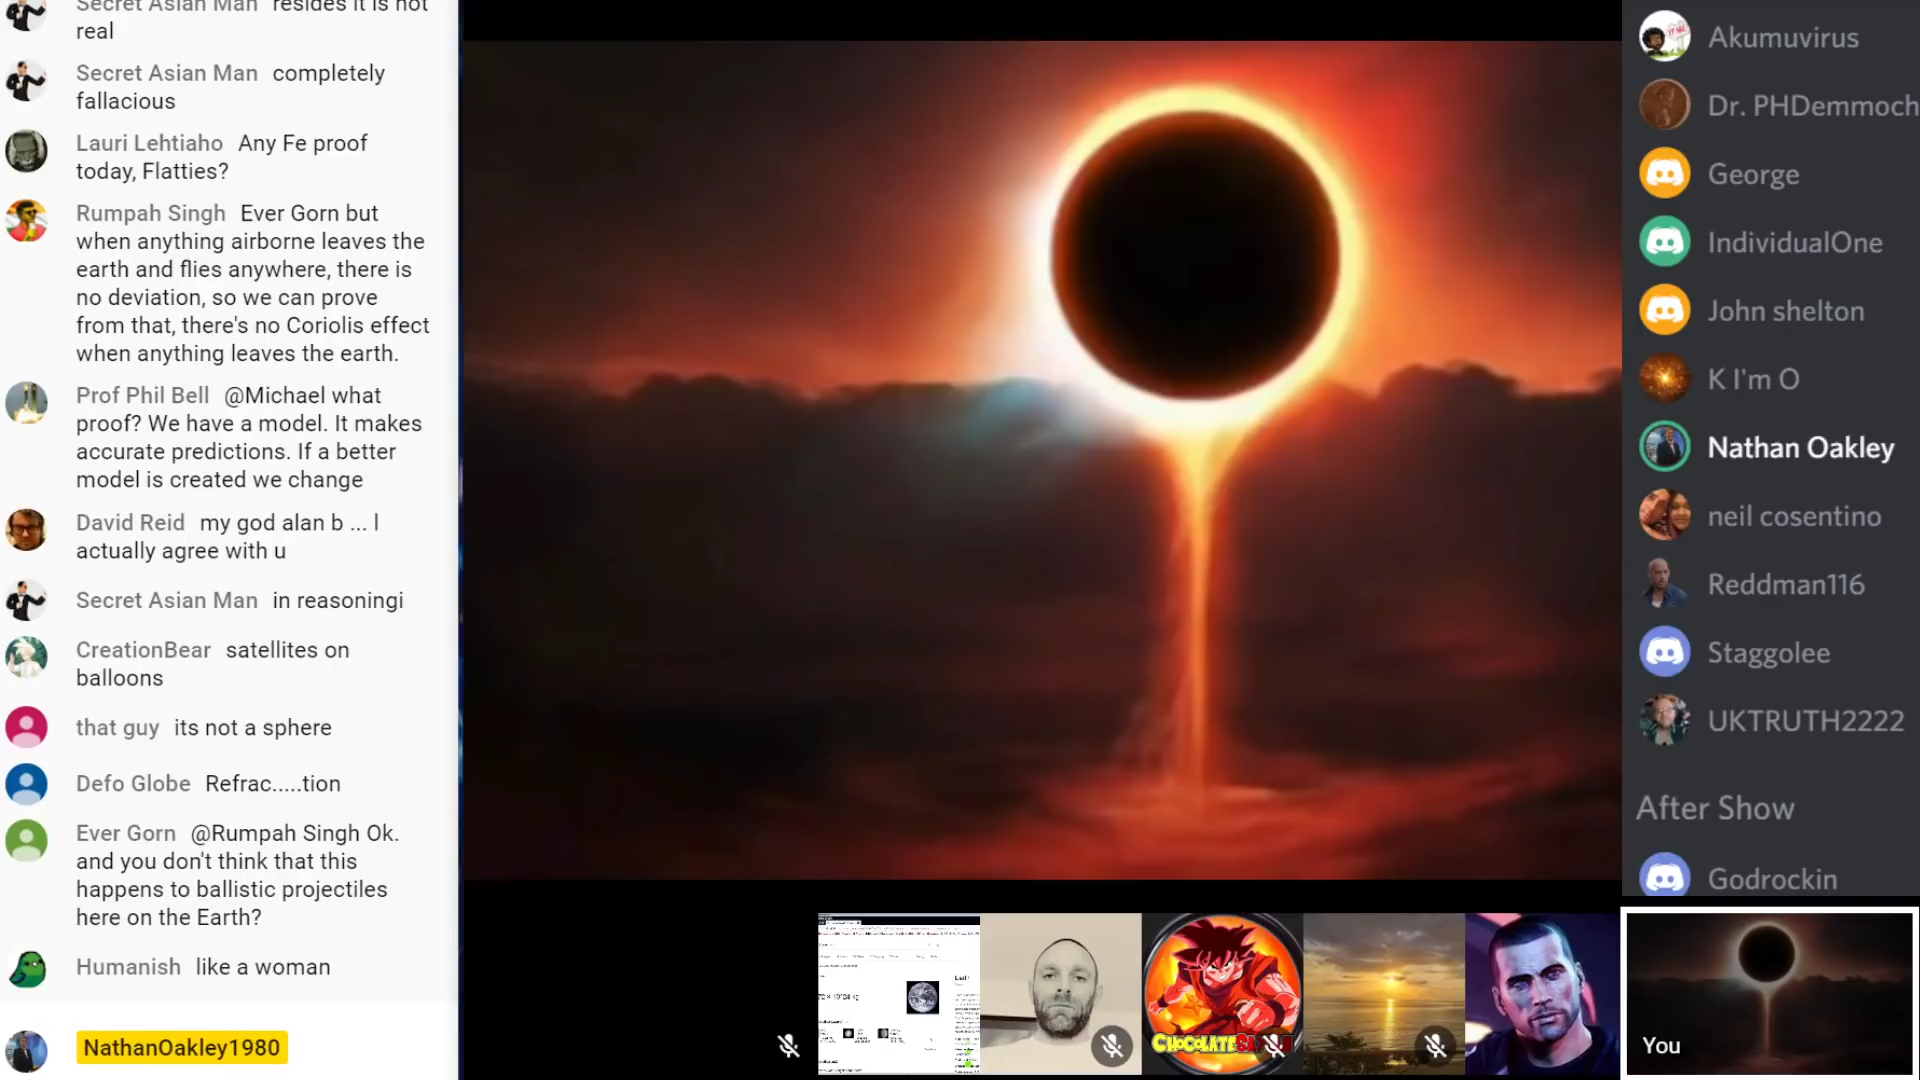 Secret Asian Man resides it is not
real
Secret Asian Man completely
fallacious
Lauri Lehtiaho Any Fe proof
today, Flatties?
Rumpah Singh Ever Gorn but
when anything airborne leaves the
earth and flies anywhere, there is
no deviation, so we can prove
from that, there's no Coriolis effect
when anything leaves the earth.
Prof Phil Bell @Michael what
proof? We have a model. It makes
accurate predictions. If a better
model is created we change
David Reid my god alan b ... I
actually agree with u
Secret Asian Man in reasoningi
CreationBear satellites on
balloons
that guy its not a sphere
Defo Globe Refrac.....tion
Ever Gorn @Rumpah Singh Ok.
and you don't think that this
happens to ballistic projectiles
here on the Earth?
Humanish like a woman
NathanOakley1980
Akumuvirus
Dr. PHDemmoch
George
IndividualOne
John shelton
K I'm O
Nathan Oakley
neil cosentino
Reddman116
Staggolee
UKTRUTH2222
After Show
Godrockin
You